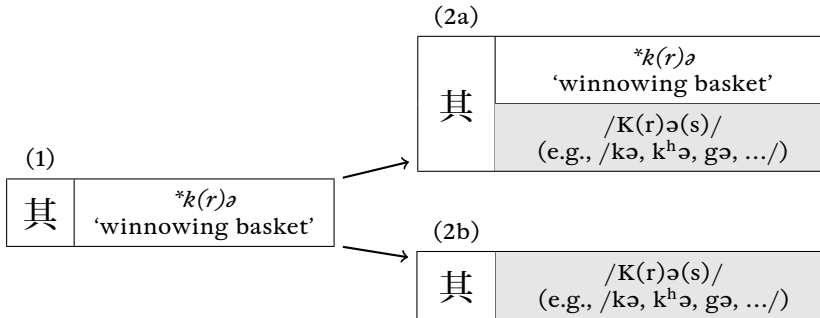 (1)
其
*k(r)ə
‘winnowing basket’
(2a)
其
*k(r)ə
‘winnowing basket’
/K(r)ə(s)/
(e.g., /kə, kʰə, gə, .../)
(2b)
其
/K(r)ə(s)/
(e.g., /kə, kʰə, gə, .../)